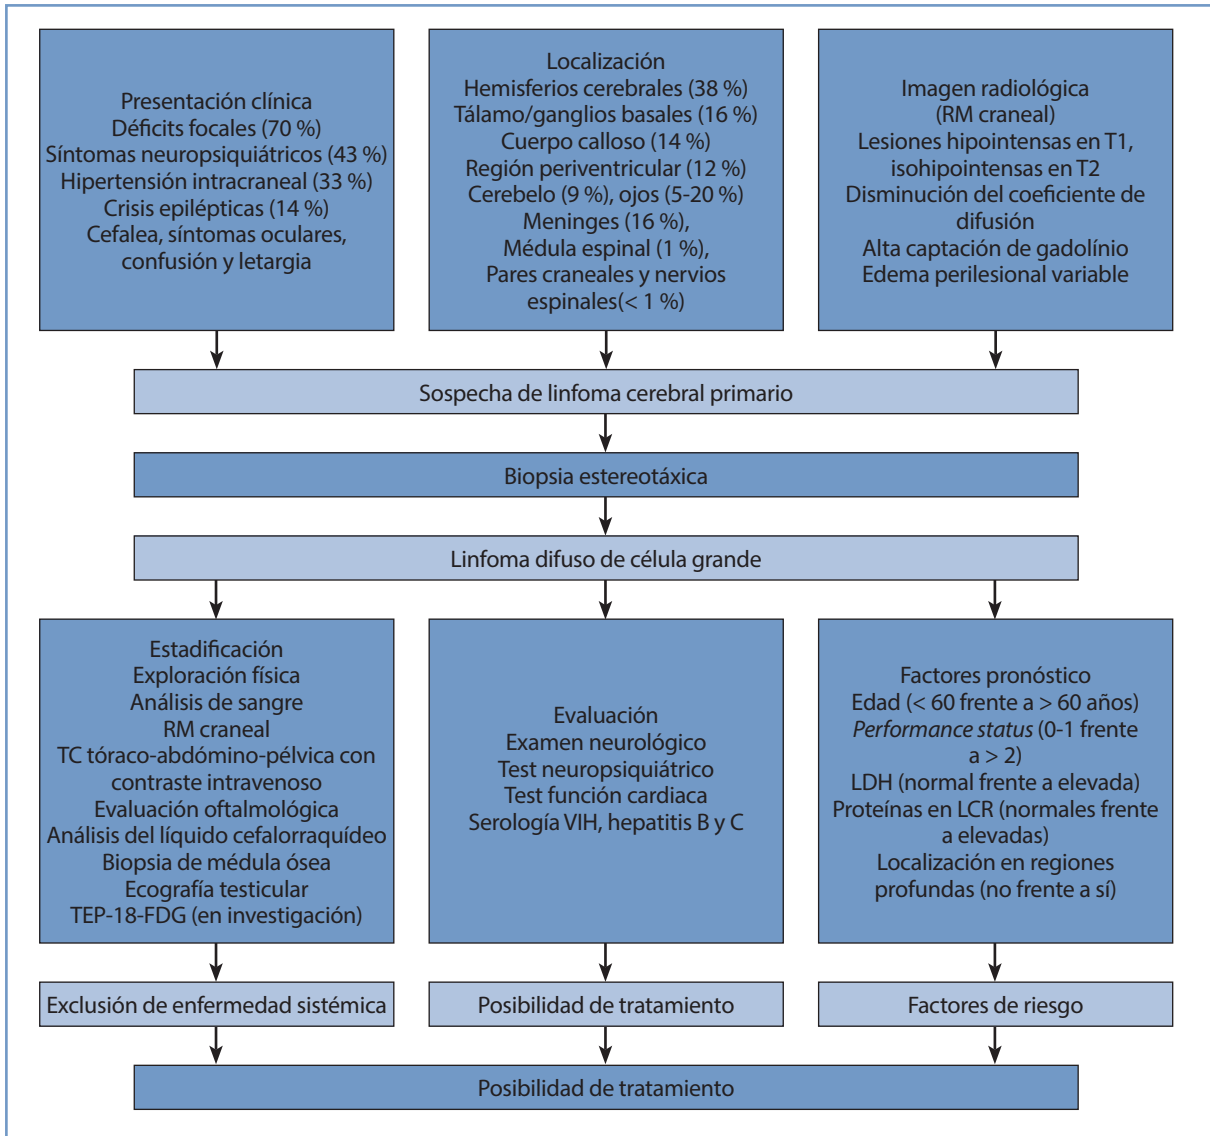 Presentación clínica
Déficits focales (70 %)
Síntomas neuropsiquiátricos (43 %)
Hipertensión intracraneal (33 %)
Crisis epilépticas (14 %)
Cefalea, síntomas oculares,
confusión y letargia
Localización
Hemisferios cerebrales (38 %)
Tálamo/ganglios basales (16 %)
Cuerpo calloso (14 %)
Región periventricular (12 %)
Cerebelo (9 %), ojos (5-20 %)
Meninges (16 %),
Médula espinal (1 %),
Pares craneales y nervios
espinales(< 1 %)
Imagen radiológica
(RM craneal)
Lesiones hipointensas en T1,
isohipointensas en T2
Disminución del coeficiente de
difusión
Alta captación de gadolínio
Edema perilesional variable
Sospecha de linfoma cerebral primario
Biopsia estereotáxica
Linfoma difuso de célula grande
Estadificación
Exploración física
Análisis de sangre
RM craneal
TC tóraco-abdómino-pélvica con
contraste intravenoso
Evaluación oftalmológica
Análisis del líquido cefalorraquídeo
Biopsia de médula ósea
Ecografía testicular
TEP-18-FDG (en investigación)
Evaluación
Examen neurológico
Test neuropsiquiátrico
Test función cardiaca
Serología VIH, hepatitis B y C
Factores pronóstico
Edad (< 60 frente a > 60 años)
Performance status (0-1 frente
a > 2)
LDH (normal frente a elevada)
Proteínas en LCR (normales frente
a elevadas)
Localización en regiones
profundas (no frente a sí)
Exclusión de enfermedad sistémica
Posibilidad de tratamiento
Factores de riesgo
Posibilidad de tratamiento